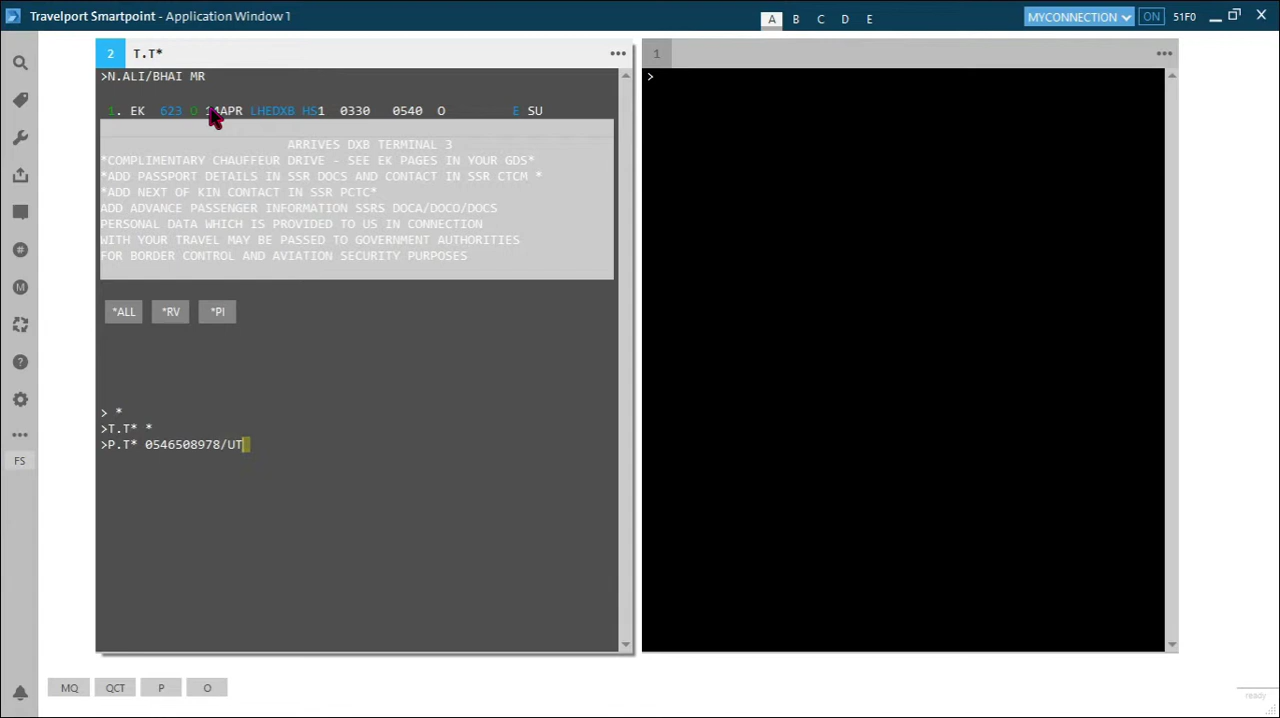 Travelport Smartpoint - Application Window 1
A B C D E
MYCONNECTION ON 51F0
2 T.T*
1
>N.ALI/BHAI MR
>
1. EK 623 O 14APR LHEDXB HS1 0330 0540 O E SU
ARRIVES DXB TERMINAL 3
*COMPLIMENTARY CHAUFFEUR DRIVE - SEE EK PAGES IN YOUR GDS*
*ADD PASSPORT DETAILS IN SSR DOCS AND CONTACT IN SSR CTCM *
*ADD NEXT OF KIN CONTACT IN SSR PCTC*
ADD ADVANCE PASSENGER INFORMATION SSRS DOCA/DOCO/DOCS
PERSONAL DATA WHICH IS PROVIDED TO US IN CONNECTION
WITH YOUR TRAVEL MAY BE PASSED TO GOVERNMENT AUTHORITIES
FOR BORDER CONTROL AND AVIATION SECURITY PURPOSES
*ALL *RV *PI
> *
>T.T* *
>P.T* 0546508978/UT
FS
MQ QCT P O
ready